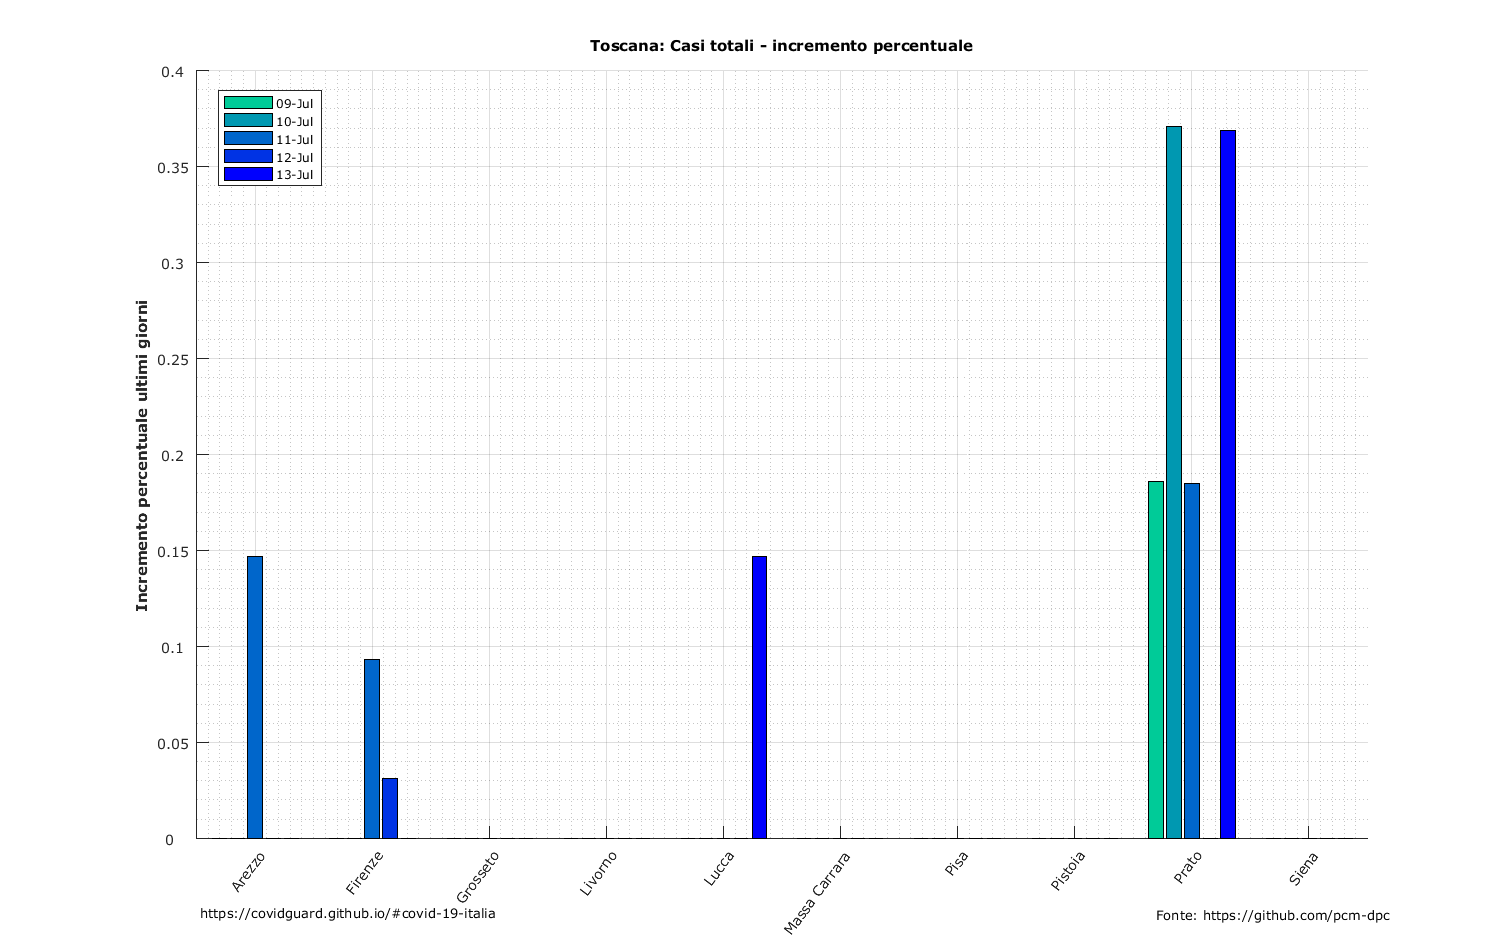 Toscana: Casi totali - incremento percentuale
0.4
0.35
0.3
0.25
0.2
0.15
0.1
0.05
0
Incremento percentuale ultimi giorni
09-Jul
10-Jul
11-Jul
12-Jul
13-Jul
Arezzo
Firenze
Grosseto
Livorno
Lucca
Massa Carrara
Pisa
Pistoia
Prato
Siena
https://covidguard.github.io/#covid-19-italia
Fonte: https://github.com/pcm-dpc